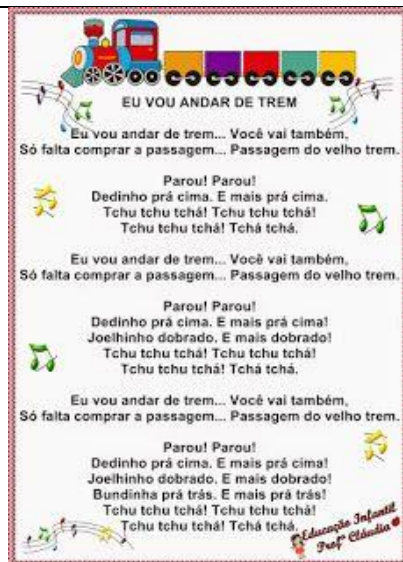 EU VOU ANDAR DE TREM
Eu vou andar de trem... Você vai também,
Só falta comprar a passagem... Passagem do velho trem.
Parou! Parou!
Dedinho prá cima. E mais prá cima.
Tchu tchu tchá! Tchu tchu tchá!
Tchu tchu tchá! Tchá tchá.
Eu vou andar de trem... Você vai também,
Só falta comprar a passagem... Passagem do velho trem.
Parou! Parou!
Dedinho prá cima. E mais prá cima!
Joelhinho dobrado. E mais dobrado!
Tchu tchu tchá! Tchu tchu tchá!
Tchu tchu tchá! Tchá tchá.
Eu vou andar de trem... Você vai também,
Só falta comprar a passagem... Passagem do velho trem.
Parou! Parou!
Dedinho prá cima. E mais prá cima!
Joelhinho dobrado. E mais dobrado!
Bundinha prá trás. E mais prá trás!
Tchu tchu tchá! Tchu tchu tchá!
Tchu tchu tchá! Tchá tchá.
Educação Infantil
Profª Cláudia